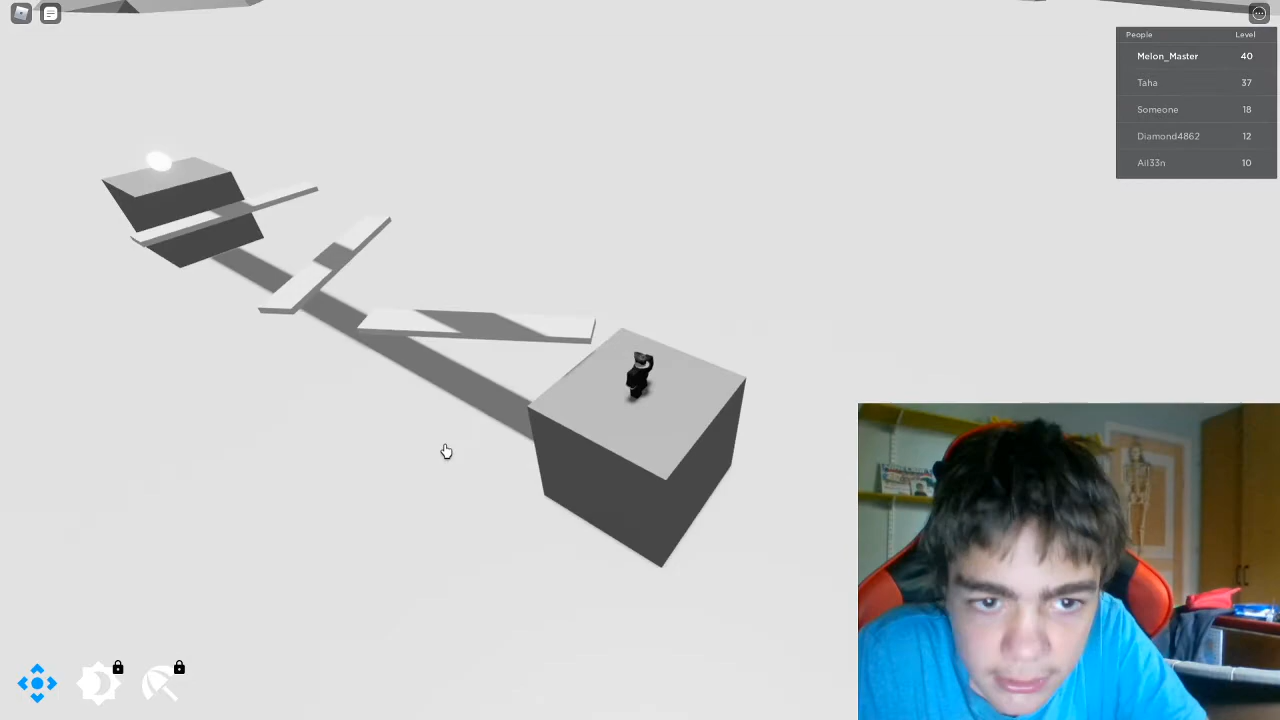 People Level
Melon_Master 40
Taha 37
Someone 18
Diamond4862 12
Ail33n 10